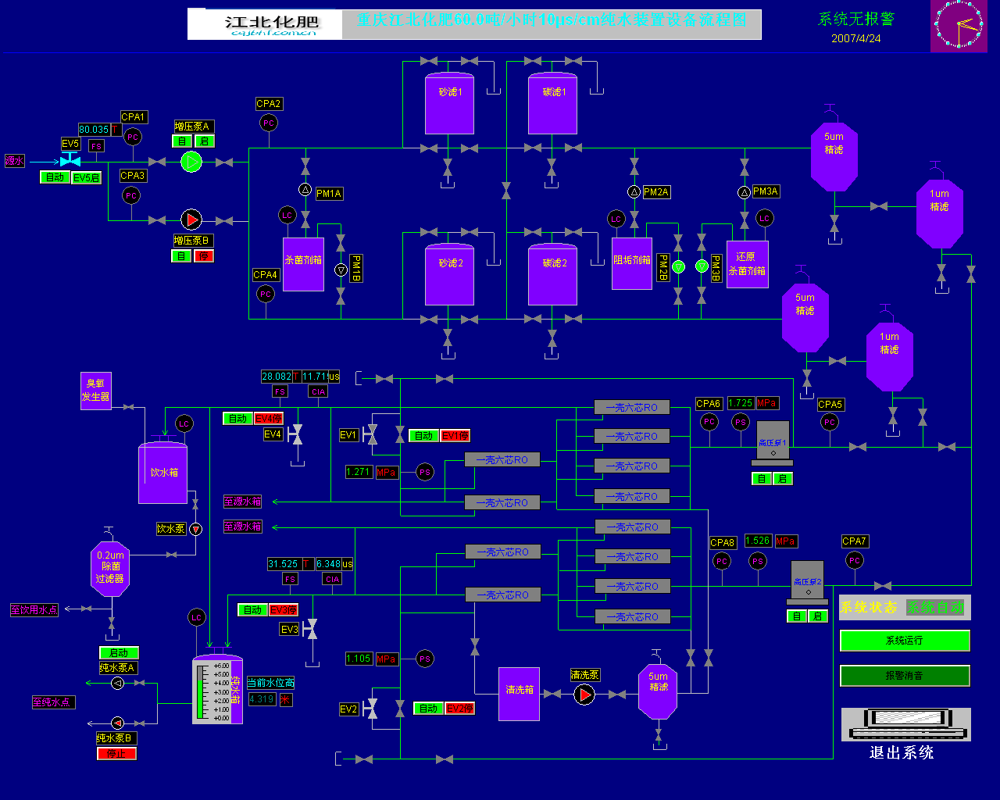 江北化肥
cqjbhf.com.cn
重庆江北化肥60.0吨/小时10μs/cm纯水装置设备流程图
系统无报警
2007/4/24
CPA1
CPA2
80.035 T
EV5
FS
PC
PC
增压泵A
自 启
源水
自动 EV5启
CPA3
PC
增压泵B
自 停
CPA4
PC
PM1A
LC
杀菌剂箱
PM1B
砂滤1
碳滤1
砂滤2
碳滤2
PM2A
LC
阻垢剂箱
PM2B
PM3A
LC
PM3B
还原
杀菌剂箱
5um
精滤
1um
精滤
5um
精滤
1um
精滤
臭氧
发生器
28.082 T 11.719 us
FS
CIA
LC
自动 EV4停
EV4
EV1
自动 EV1停
1.271 MPa
PS
饮水箱
至源水箱
至源水箱
饮水泵
一壳六芯RO
一壳六芯RO
一壳六芯RO
一壳六芯RO
一壳六芯RO
一壳六芯RO
一壳六芯RO
一壳六芯RO
一壳六芯RO
一壳六芯RO
一壳六芯RO
一壳六芯RO
CPA6
1.725 MPa
CPA5
PC
PS
PC
高压泵1
自 启
CPA8
1.526 MPa
CPA7
PC
PS
PC
高压泵2
自 启
0.2um
除菌
过滤器
31.525 T 6.348 us
FS
CIA
至饮用水点
LC
自动 EV3停
EV3
启动
纯水泵A
至纯水点
纯水泵B
停止
+6.00
+5.00
+4.00
+3.00
+2.00
+1.00
+0.00
纯水箱
当前水位高
4.319 米
1.105 MPa
PS
EV2
自动 EV2停
清洗箱
清洗泵
5um
精滤
系统状态 系统自动
系统运行
报警消音
退出系统